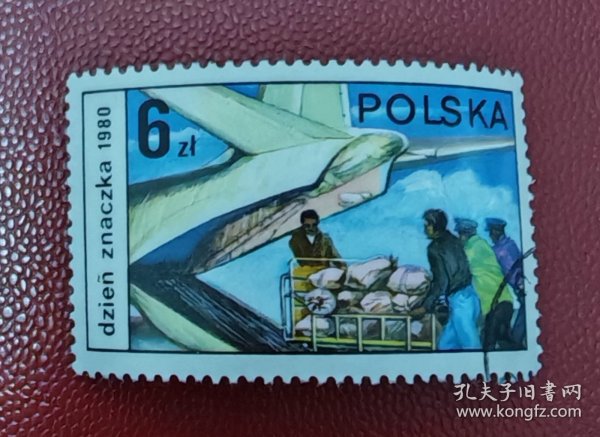 6 zł
POLSKA
dzień znaczka 1980
孔夫子旧书网
www.kongfz.com